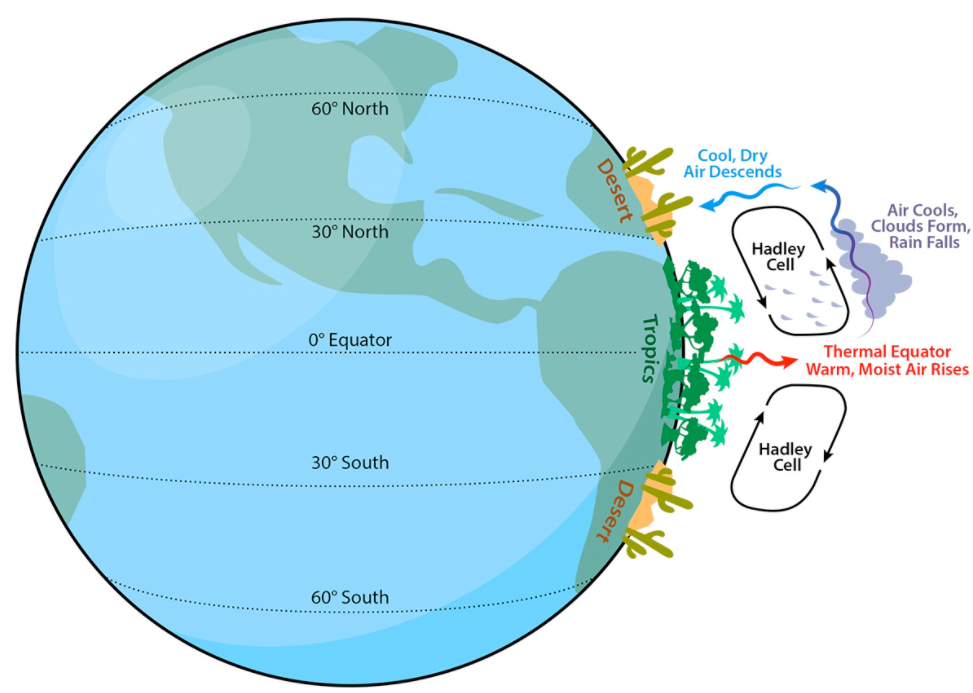 60° North
30° North
0° Equator
30° South
60° South
Desert
Tropics
Desert
Cool, Dry
Air Descends
Air Cools,
Clouds Form,
Rain Falls
Hadley
Cell
Thermal Equator
Warm, Moist Air Rises
Hadley
Cell